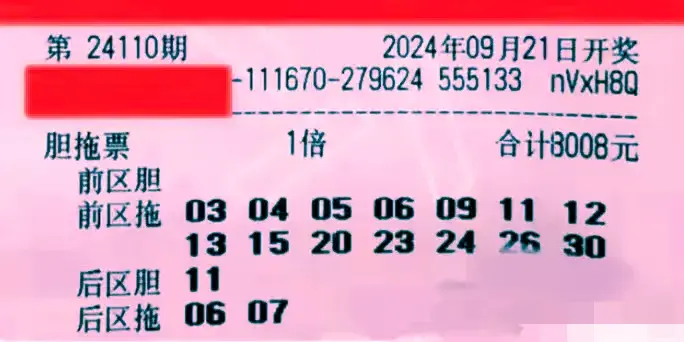 第 24110期 2024年09月21日开奖
-111670-279624 555133 nVxH8Q
胆拖票 1倍 合计8008元
前区胆
前区拖 03 04 05 06 09 11 12
13 15 20 23 24 26 30
后区胆 11
后区拖 06 07